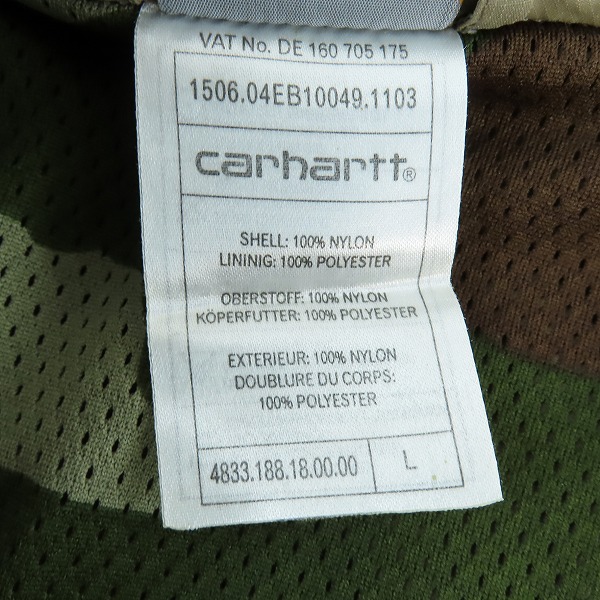 VAT No. DE 160 705 175
1506.04EB10049.1103
carhartt®
SHELL: 100% NYLON
LINING: 100% POLYESTER
OBERSTOFF: 100% NYLON
KÖPERFUTTER: 100% POLYESTER
EXTERIEUR: 100% NYLON
DOUBLURE DU CORPS:
100% POLYESTER
4833.188.18.00.00 L